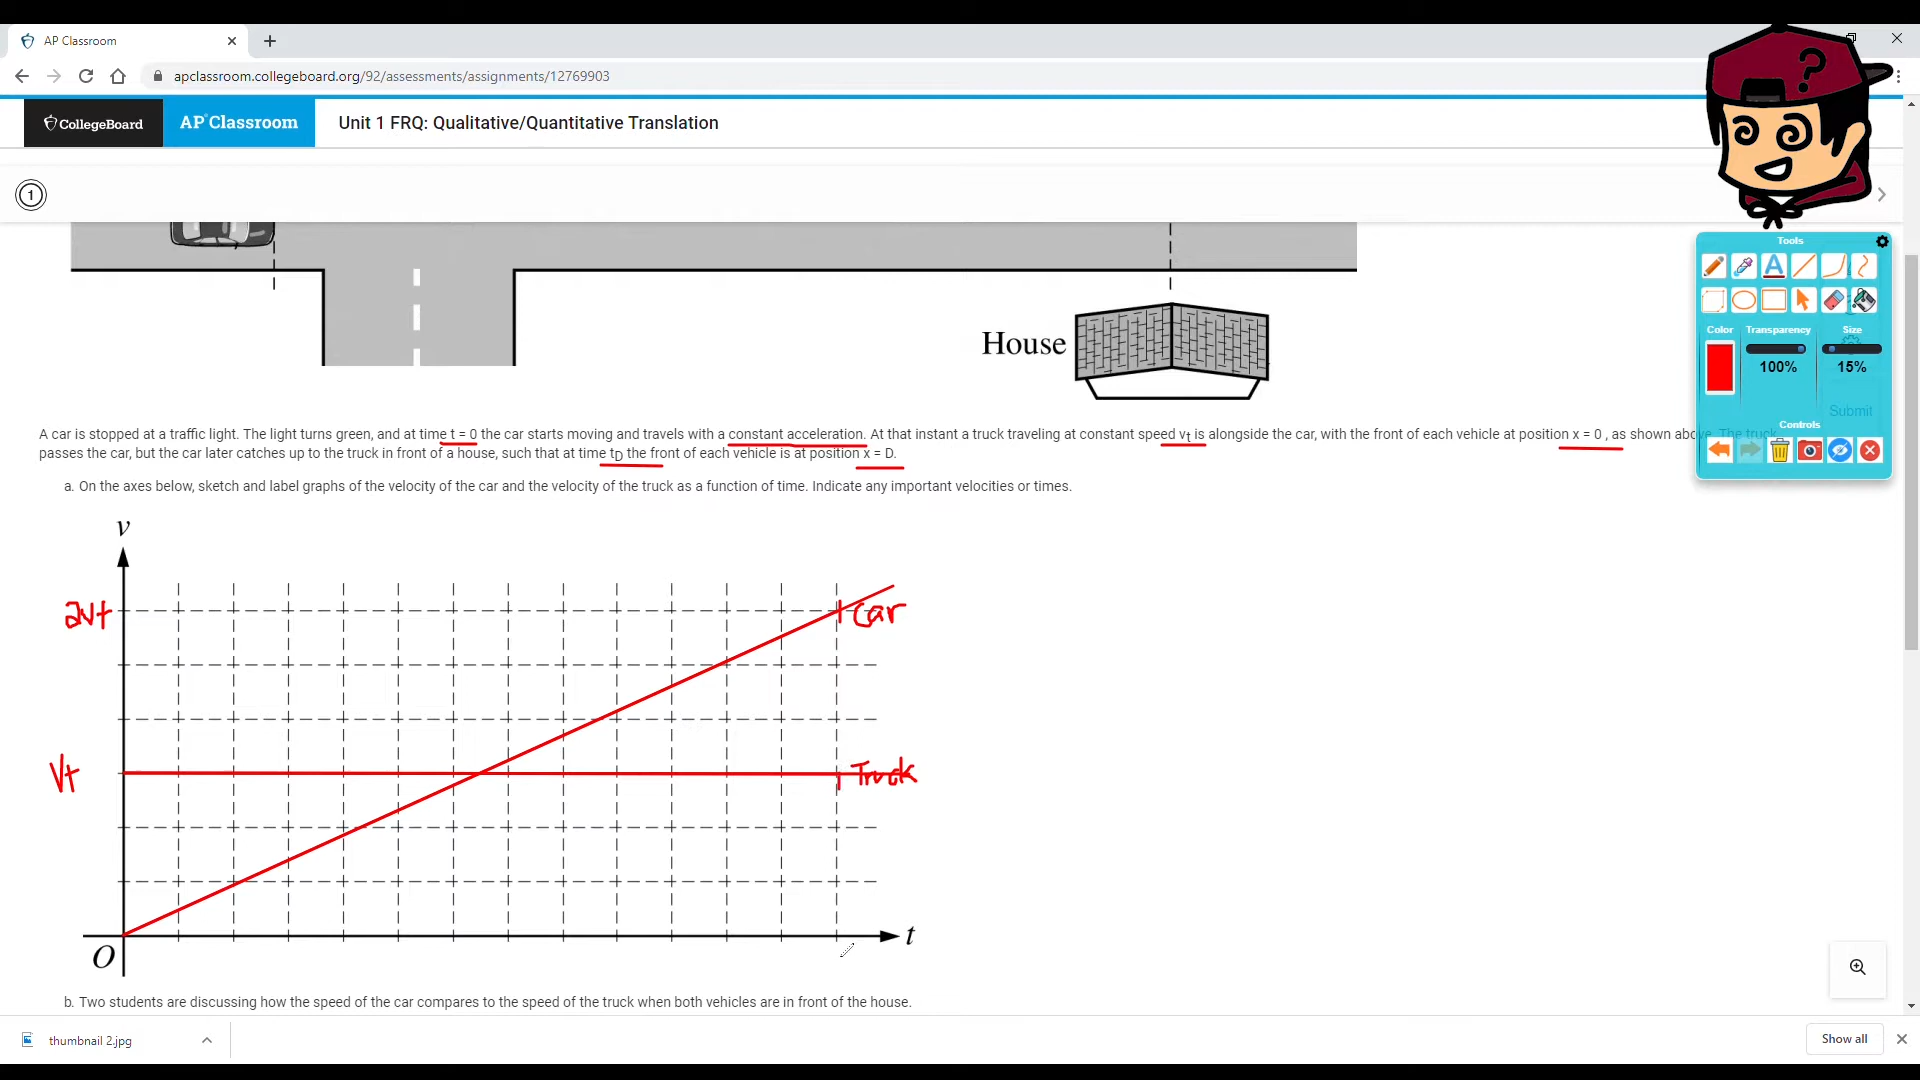 AP Classroom
apclassroom.collegeboard.org/92/assessments/assignments/12769903
CollegeBoard
AP Classroom
Unit 1 FRQ: Qualitative/Quantitative Translation
?
1
Tools
House
Color Transparency Size
100% 15%
Submit
Controls
A car is stopped at a traffic light. The light turns green, and at time t = 0 the car starts moving and travels with a constant acceleration. At that instant a truck traveling at constant speed vt is alongside the car, with the front of each vehicle at position x = 0 , as shown above. The truck
passes the car, but the car later catches up to the truck in front of a house, such that at time tD the front of each vehicle is at position x = D.
a. On the axes below, sketch and label graphs of the velocity of the car and the velocity of the truck as a function of time. Indicate any important velocities or times.
v
2vt
Car
Vt
Truck
t
O
b. Two students are discussing how the speed of the car compares to the speed of the truck when both vehicles are in front of the house.
thumbnail 2.jpg
Show all